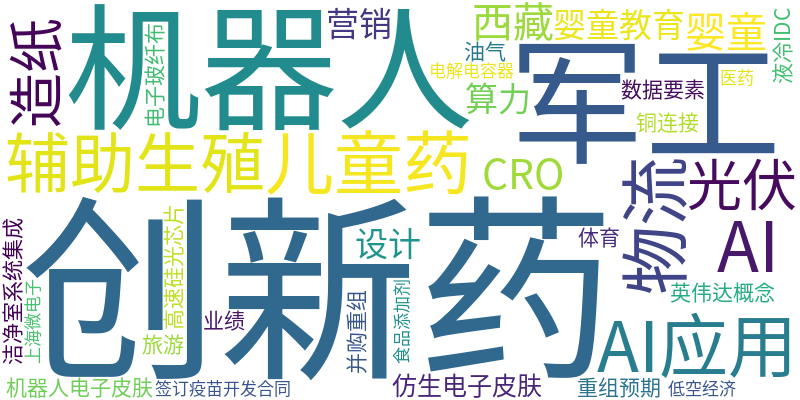 造纸
机器人
电子玻纤布
营销
油气
西藏
婴童教育
婴童
液冷IDC
电解电容器
算力
军工
数据要素
医药
铜连接
辅助生殖
儿童药
CRO
物流
光伏
创新药
设计
体育
AI
洁净室系统集成
上海微电子
高速硅光芯片
旅游
业绩
并购重组
食品添加剂
英伟达概念
AI应用
机器人电子皮肤
签订疫苗开发合同
仿生电子皮肤
重组预期
低空经济